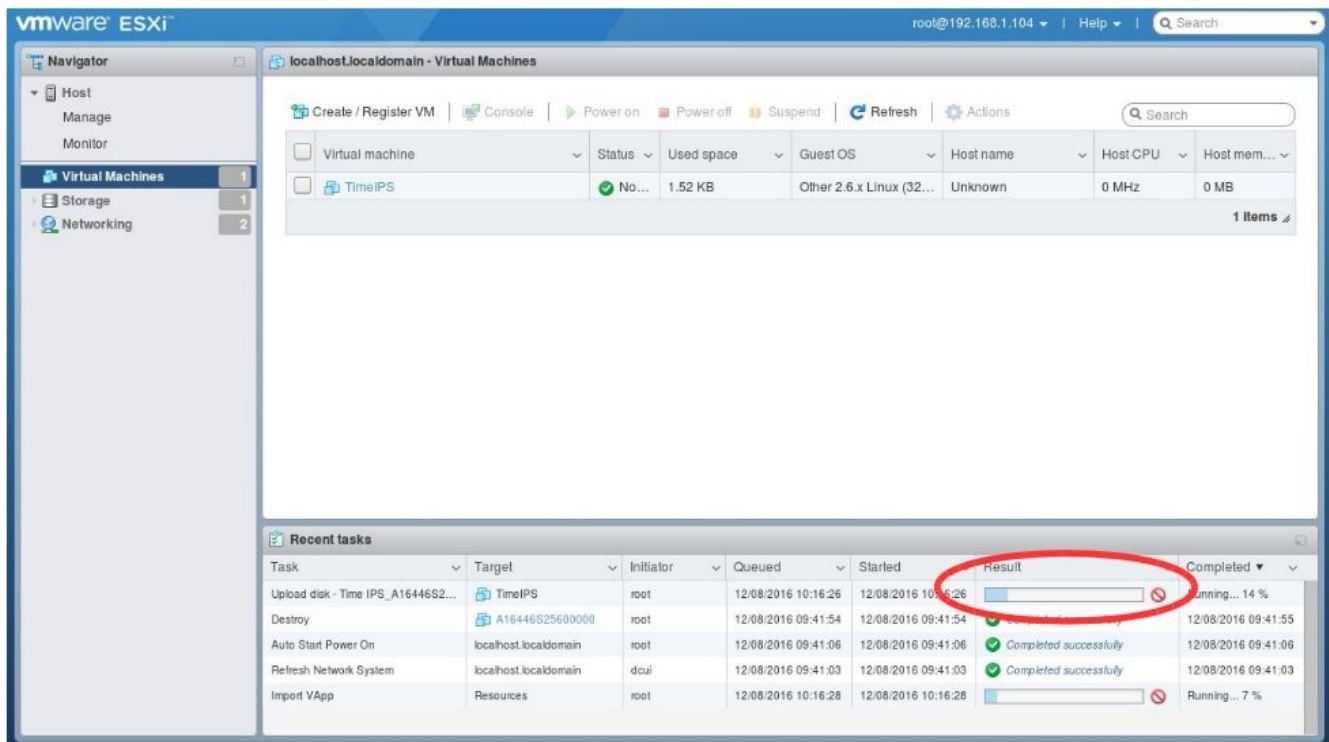 vmware ESXi™
root@192.168.1.104 | Help | Search
Navigator
Host
Manage
Monitor
Virtual Machines 1
Storage 1
Networking 2
localhost.localdomain - Virtual Machines
Create / Register VM | Console | Power on Power off Suspend | Refresh | Actions Search
Virtual machine Status Used space Guest OS Host name Host CPU Host mem...
TimeIPS No... 1.52 KB Other 2.6.x Linux (32... Unknown 0 MHz 0 MB
1 items
Recent tasks
Task Target Initiator Queued Started Result Completed ▼
Upload disk - Time IPS_A16446S2... TimeIPS root 12/08/2016 10:16:26 12/08/2016 10:16:26 Running... 14 %
Destroy A16446S25600000 root 12/08/2016 09:41:54 12/08/2016 09:41:54 Completed successfully 12/08/2016 09:41:55
Auto Start Power On localhost.localdomain root 12/08/2016 09:41:06 12/08/2016 09:41:06 Completed successfully 12/08/2016 09:41:06
Refresh Network System localhost.localdomain dcui 12/08/2016 09:41:03 12/08/2016 09:41:03 Completed successfully 12/08/2016 09:41:03
Import VApp Resources root 12/08/2016 10:16:28 12/08/2016 10:16:28 Running... 7 %